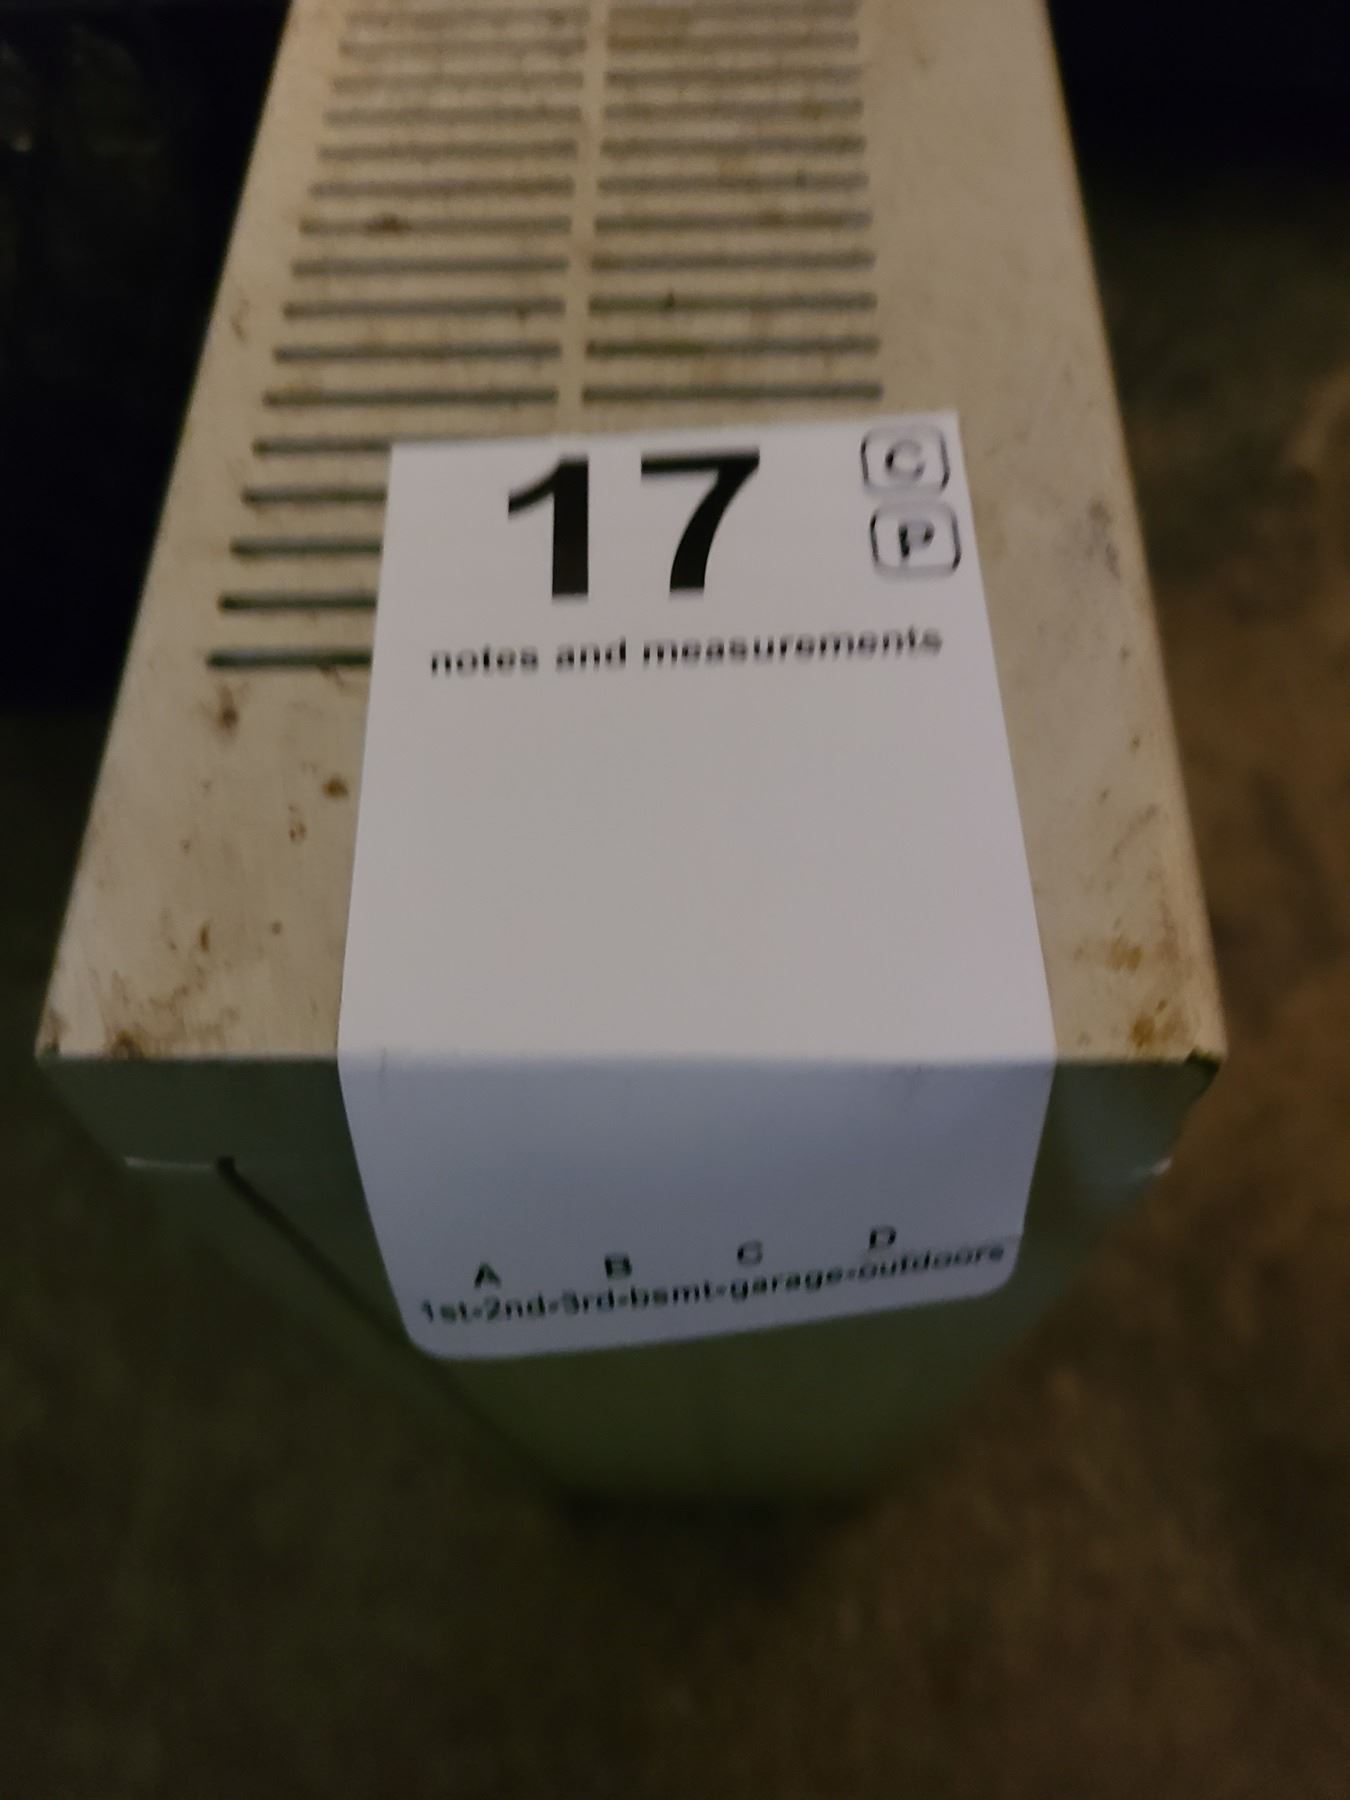 17
C
P
notes and measurements
A B C D
1st-2nd-3rd-bsmt-garage-outdoors